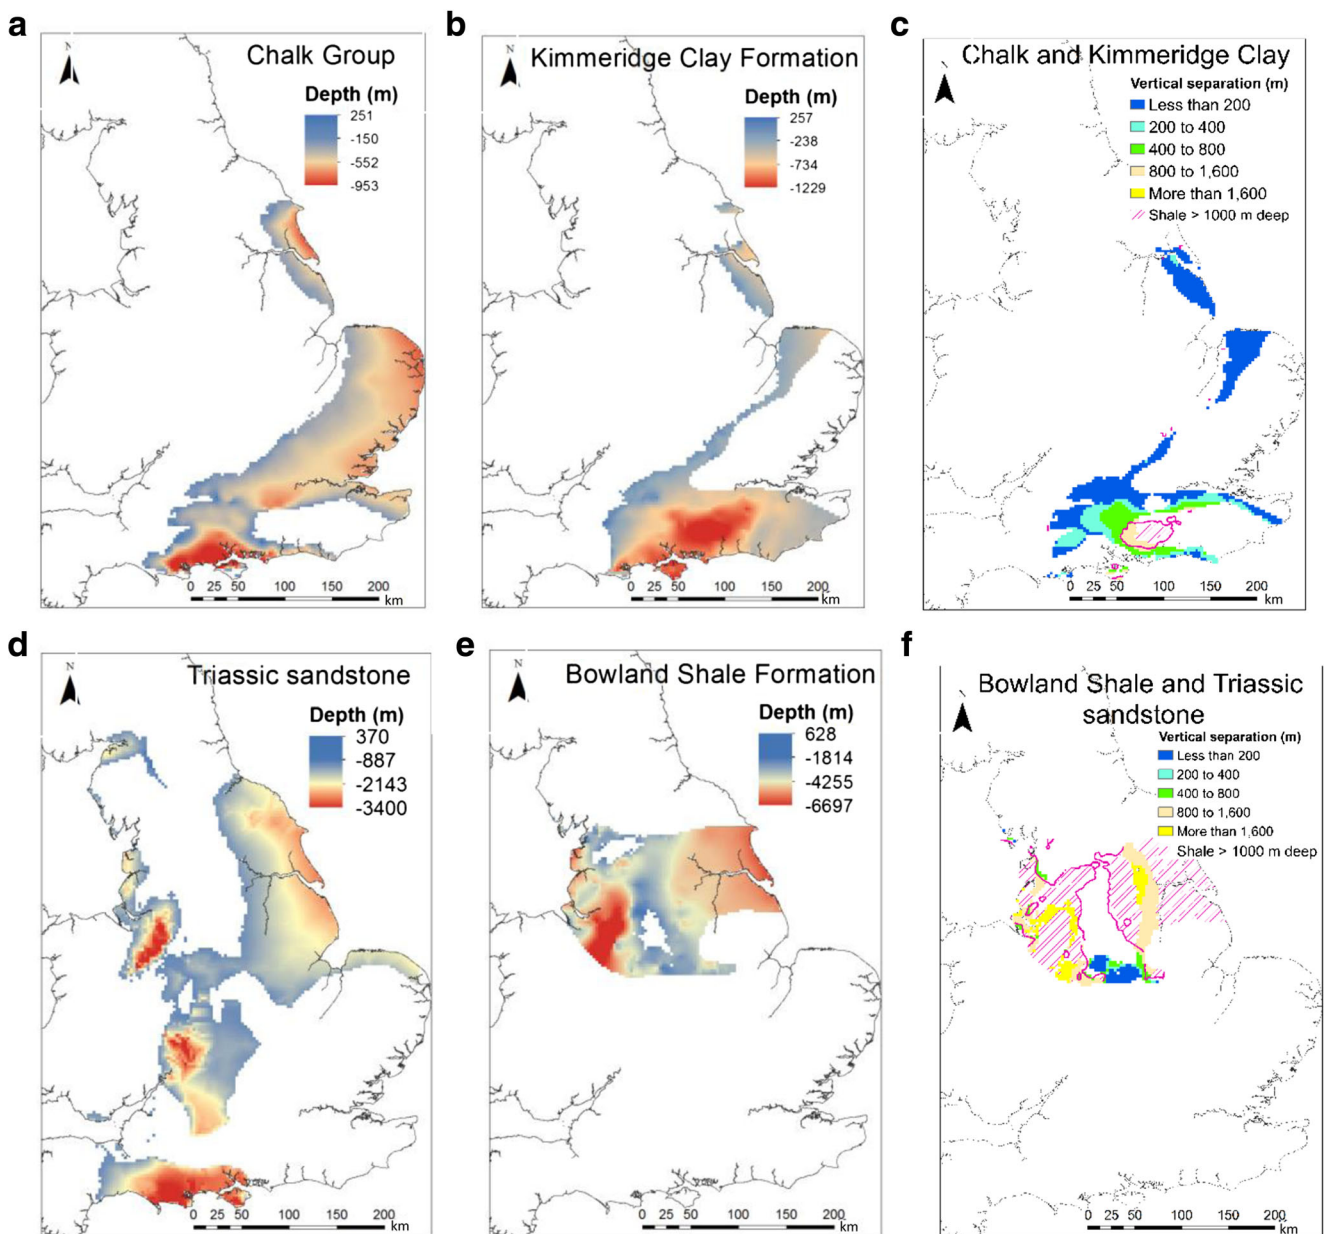 a
N
Chalk Group
Depth (m)
251
-150
-552
-953
0 25 50 100 150 200
km
b
N
Kimmeridge Clay Formation
Depth (m)
257
-238
-734
-1229
0 25 50 100 150 200
km
c
Chalk and Kimmeridge Clay
Vertical separation (m)
Less than 200
200 to 400
400 to 800
800 to 1,600
More than 1,600
Shale > 1000 m deep
0 25 50 100 150 200
km
d
N
Triassic sandstone
Depth (m)
370
-887
-2143
-3400
0 25 50 100 150 200
km
e
N
Bowland Shale Formation
Depth (m)
628
-1814
-4255
-6697
0 25 50 100 150 200
km
f
Bowland Shale and Triassic
sandstone
Vertical separation (m)
Less than 200
200 to 400
400 to 800
800 to 1,600
More than 1,600
Shale > 1000 m deep
0 25 50 100 150 200
km